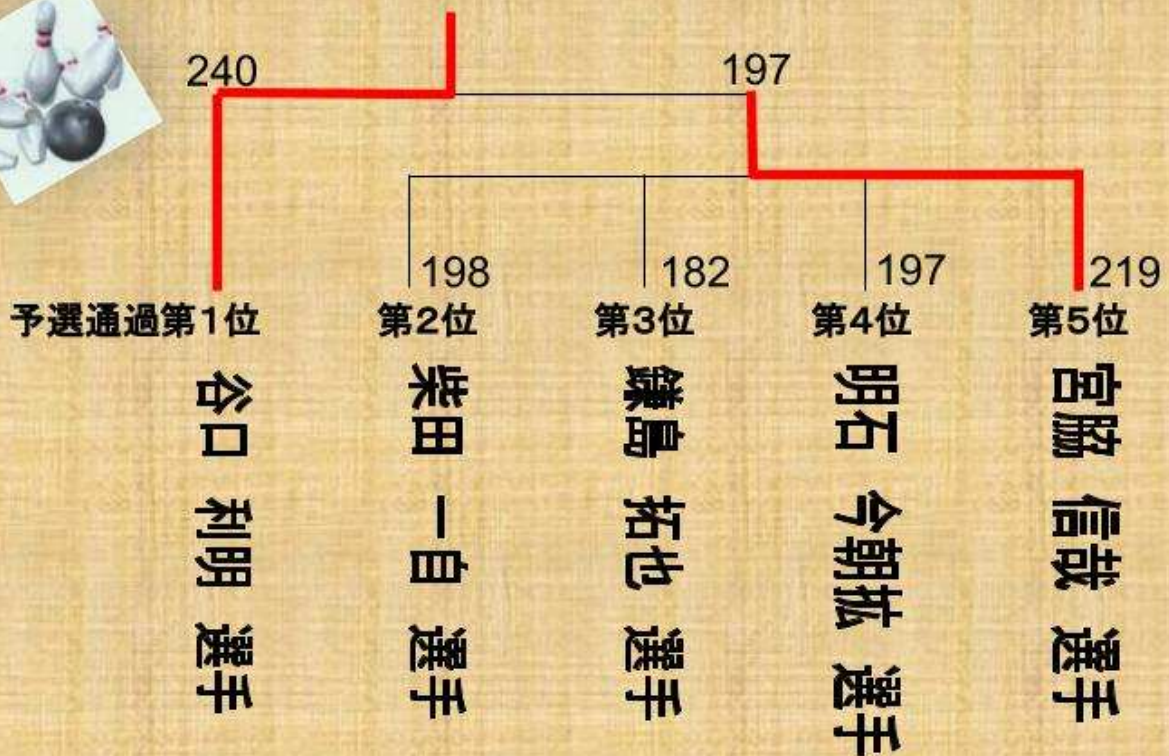 240
197
198
182
197
219
予選通過第1位
第2位
第3位
第4位
第5位
谷口 利明 選手
柴田 一自 選手
鎌島 拓也 選手
明石 今朝拡 選手
宮脇 信哉 選手